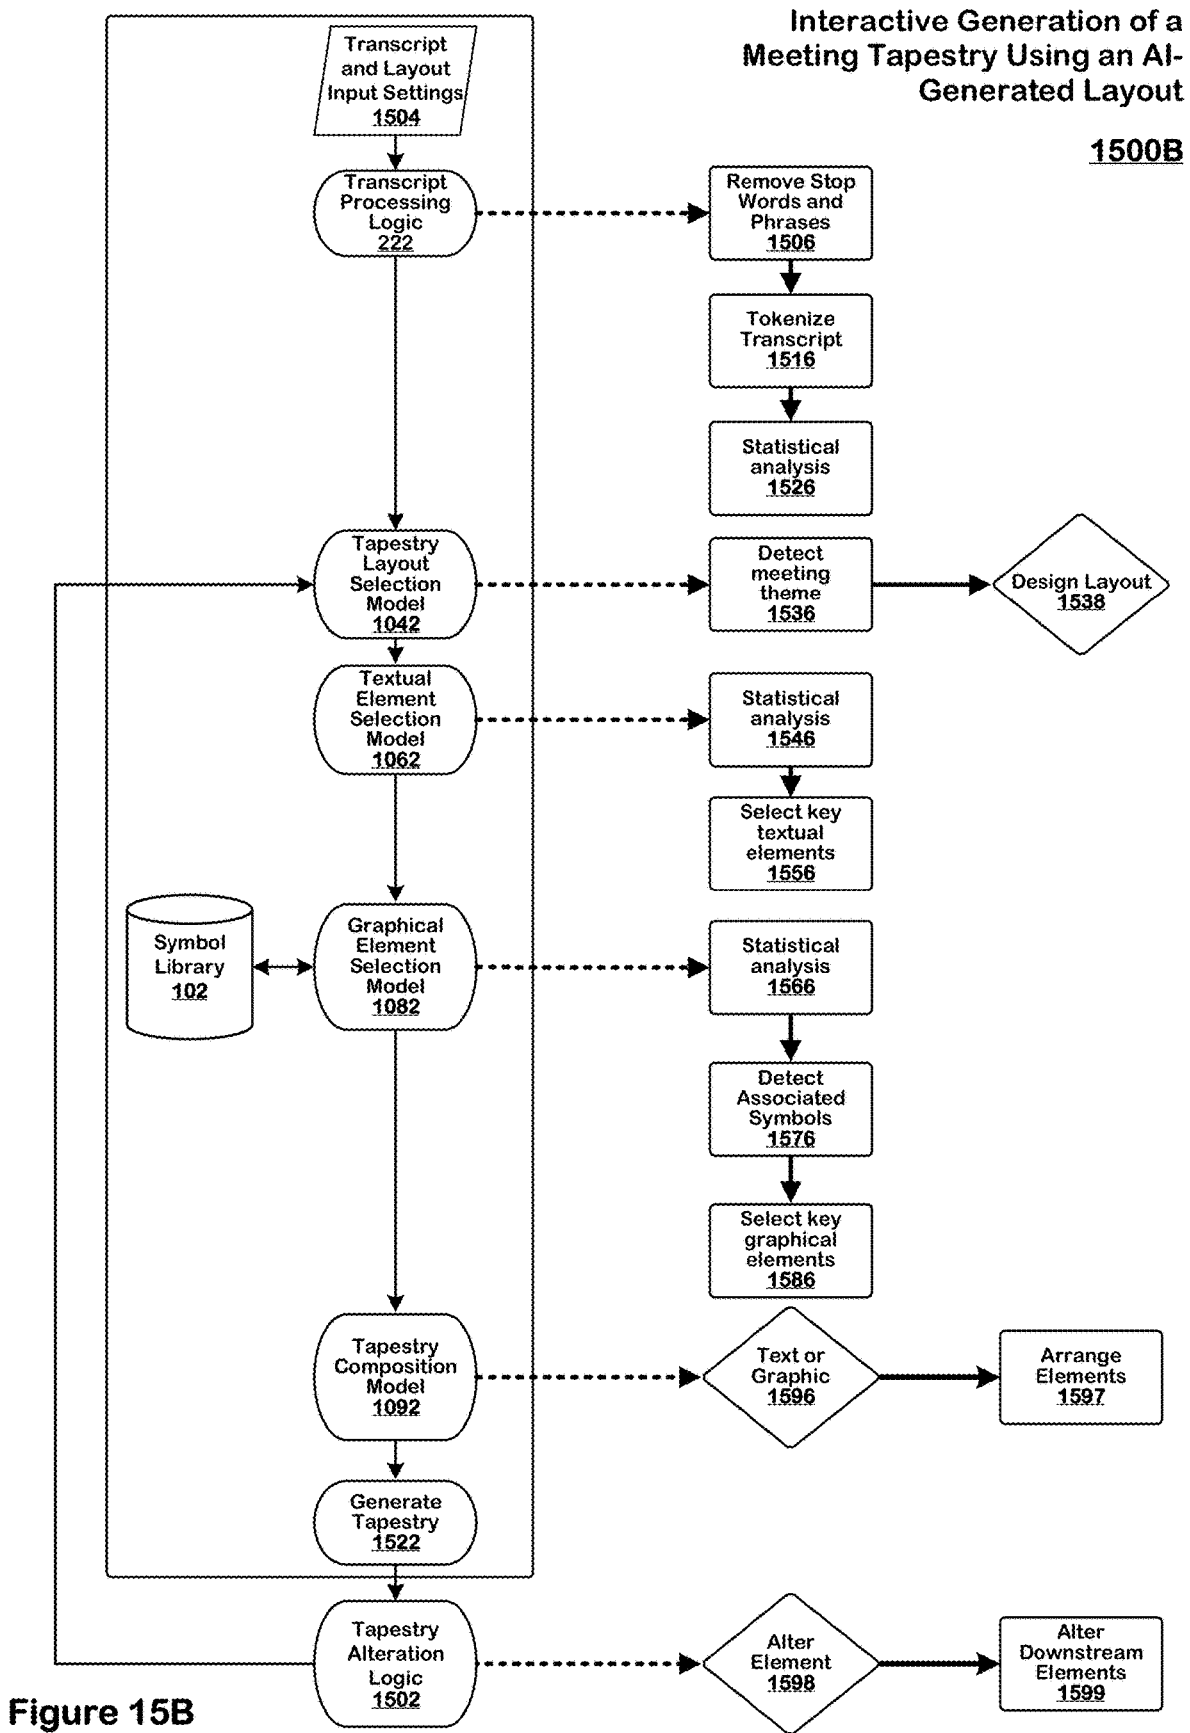 Interactive Generation of a
Meeting Tapestry Using an AI-
Generated Layout
1500B
Transcript
and Layout
Input Settings
1504
Transcript
Processing
Logic
222
Remove Stop
Words and
Phrases
1506
Tokenize
Transcript
1516
Statistical
analysis
1526
Tapestry
Layout
Selection
Model
1042
Detect
meeting
theme
1536
Design Layout
1538
Textual
Element
Selection
Model
1062
Statistical
analysis
1546
Select key
textual
elements
1556
Symbol
Library
102
Graphical
Element
Selection
Model
1082
Statistical
analysis
1566
Detect
Associated
Symbols
1576
Select key
graphical
elements
1586
Tapestry
Composition
Model
1092
Text or
Graphic
1596
Arrange
Elements
1597
Generate
Tapestry
1522
Tapestry
Alteration
Logic
1502
Alter
Element
1598
Alter
Downstream
Elements
1599
Figure 15B